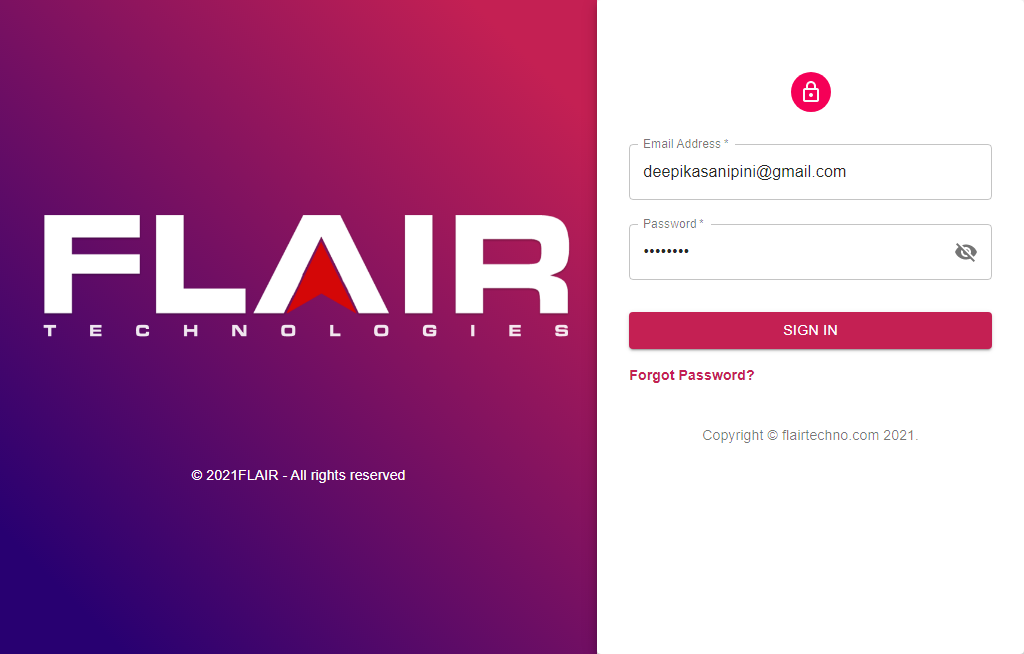 FLAIR
TECHNOLOGIES
© 2021FLAIR - All rights reserved
Email Address *
deepikasanipini@gmail.com
Password *
••••••••
SIGN IN
Forgot Password?
Copyright © flairtechno.com 2021.